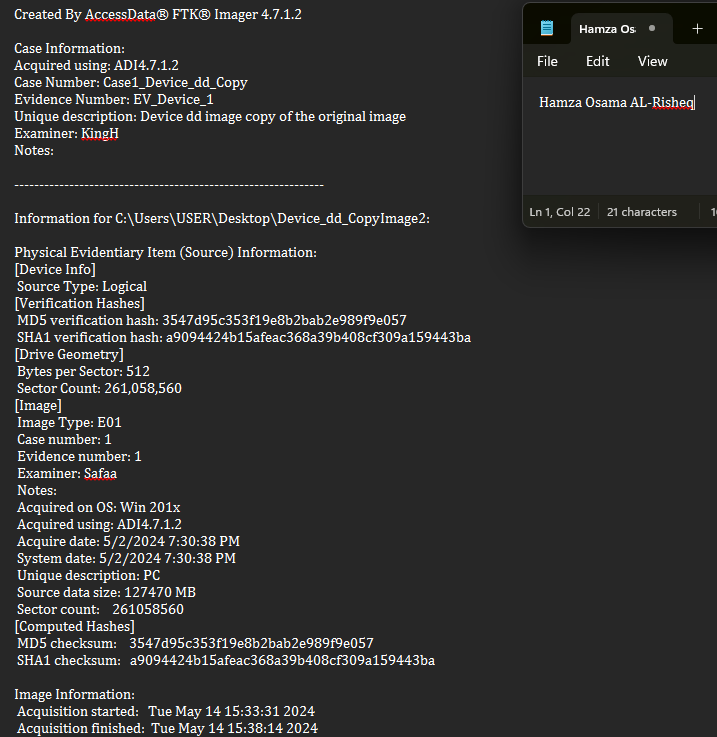 Created By AccessData® FTK® Imager 4.7.1.2
Case Information:
Acquired using: ADI4.7.1.2
Case Number: Case1_Device_dd_Copy
Evidence Number: EV_Device_1
Unique description: Device dd image copy of the original image
Examiner: KingH
Notes:
--------------------------------------------------------------
Information for C:\Users\USER\Desktop\Device_dd_CopyImage2:
Physical Evidentiary Item (Source) Information:
[Device Info]
Source Type: Logical
[Verification Hashes]
MD5 verification hash: 3547d95c353f19e8b2bab2e989f9e057
SHA1 verification hash: a9094424b15afeac368a39b408cf309a159443ba
[Drive Geometry]
Bytes per Sector: 512
Sector Count: 261,058,560
[Image]
Image Type: E01
Case number: 1
Evidence number: 1
Examiner: Safaa
Notes:
Acquired on OS: Win 201x
Acquired using: ADI4.7.1.2
Acquire date: 5/2/2024 7:30:38 PM
System date: 5/2/2024 7:30:38 PM
Unique description: PC
Source data size: 127470 MB
Sector count: 261058560
[Computed Hashes]
MD5 checksum: 3547d95c353f19e8b2bab2e989f9e057
SHA1 checksum: a9094424b15afeac368a39b408cf309a159443ba
Image Information:
Acquisition started: Tue May 14 15:33:31 2024
Acquisition finished: Tue May 14 15:38:14 2024
Hamza Os
File Edit View
Hamza Osama AL-Risheq
Ln 1, Col 22 21 characters